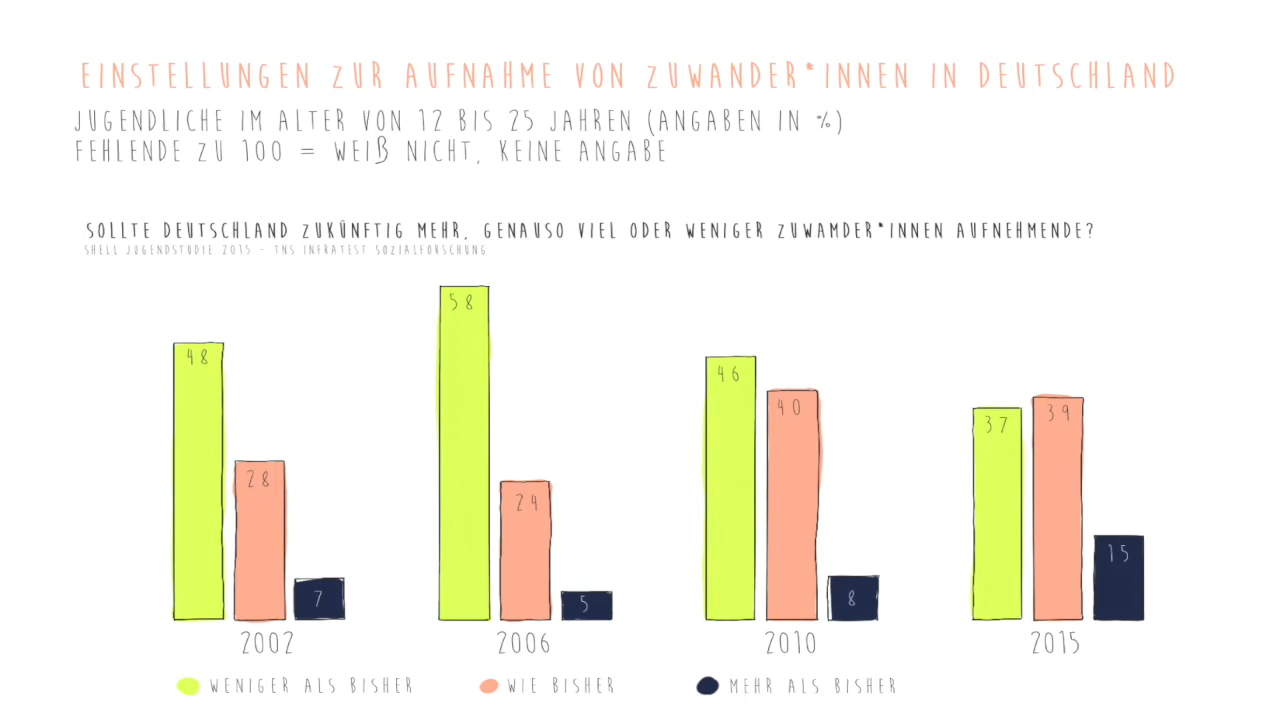 EINSTELLUNGEN ZUR AUFNAHME VON ZUWANDER*INNEN IN DEUTSCHLAND
JUGENDLICHE IM ALTER VON 12 BIS 25 JAHREN (ANGABEN IN %)
FEHLENDE ZU 100 = WEIß NICHT, KEINE ANGABE
SOLLTE DEUTSCHLAND ZUKÜNFTIG MEHR, GENAUSO VIEL ODER WENIGER ZUWAMDER*INNEN AUFNEHMENDE?
SHELL JUGENDSTUDIE 2015 - TNS INFRATEST SOZIALFORSCHUNG
48 28 7
58 24 5
46 40 8
37 39 15
2002 2006 2010 2015
WENIGER ALS BISHER WIE BISHER MEHR ALS BISHER